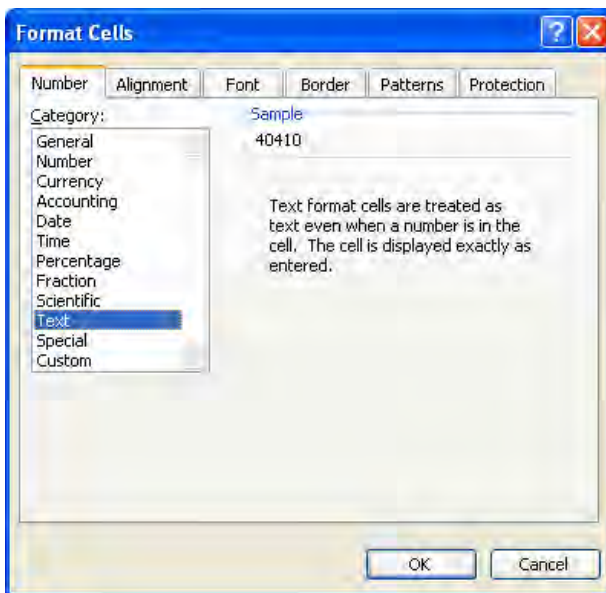 Format Cells
Number Alignment Font Border Patterns Protection
Category:
General
Number
Currency
Accounting
Date
Time
Percentage
Fraction
Scientific
Text
Special
Custom
Sample
40410
Text format cells are treated as
text even when a number is in the
cell. The cell is displayed exactly as
entered.
OK Cancel